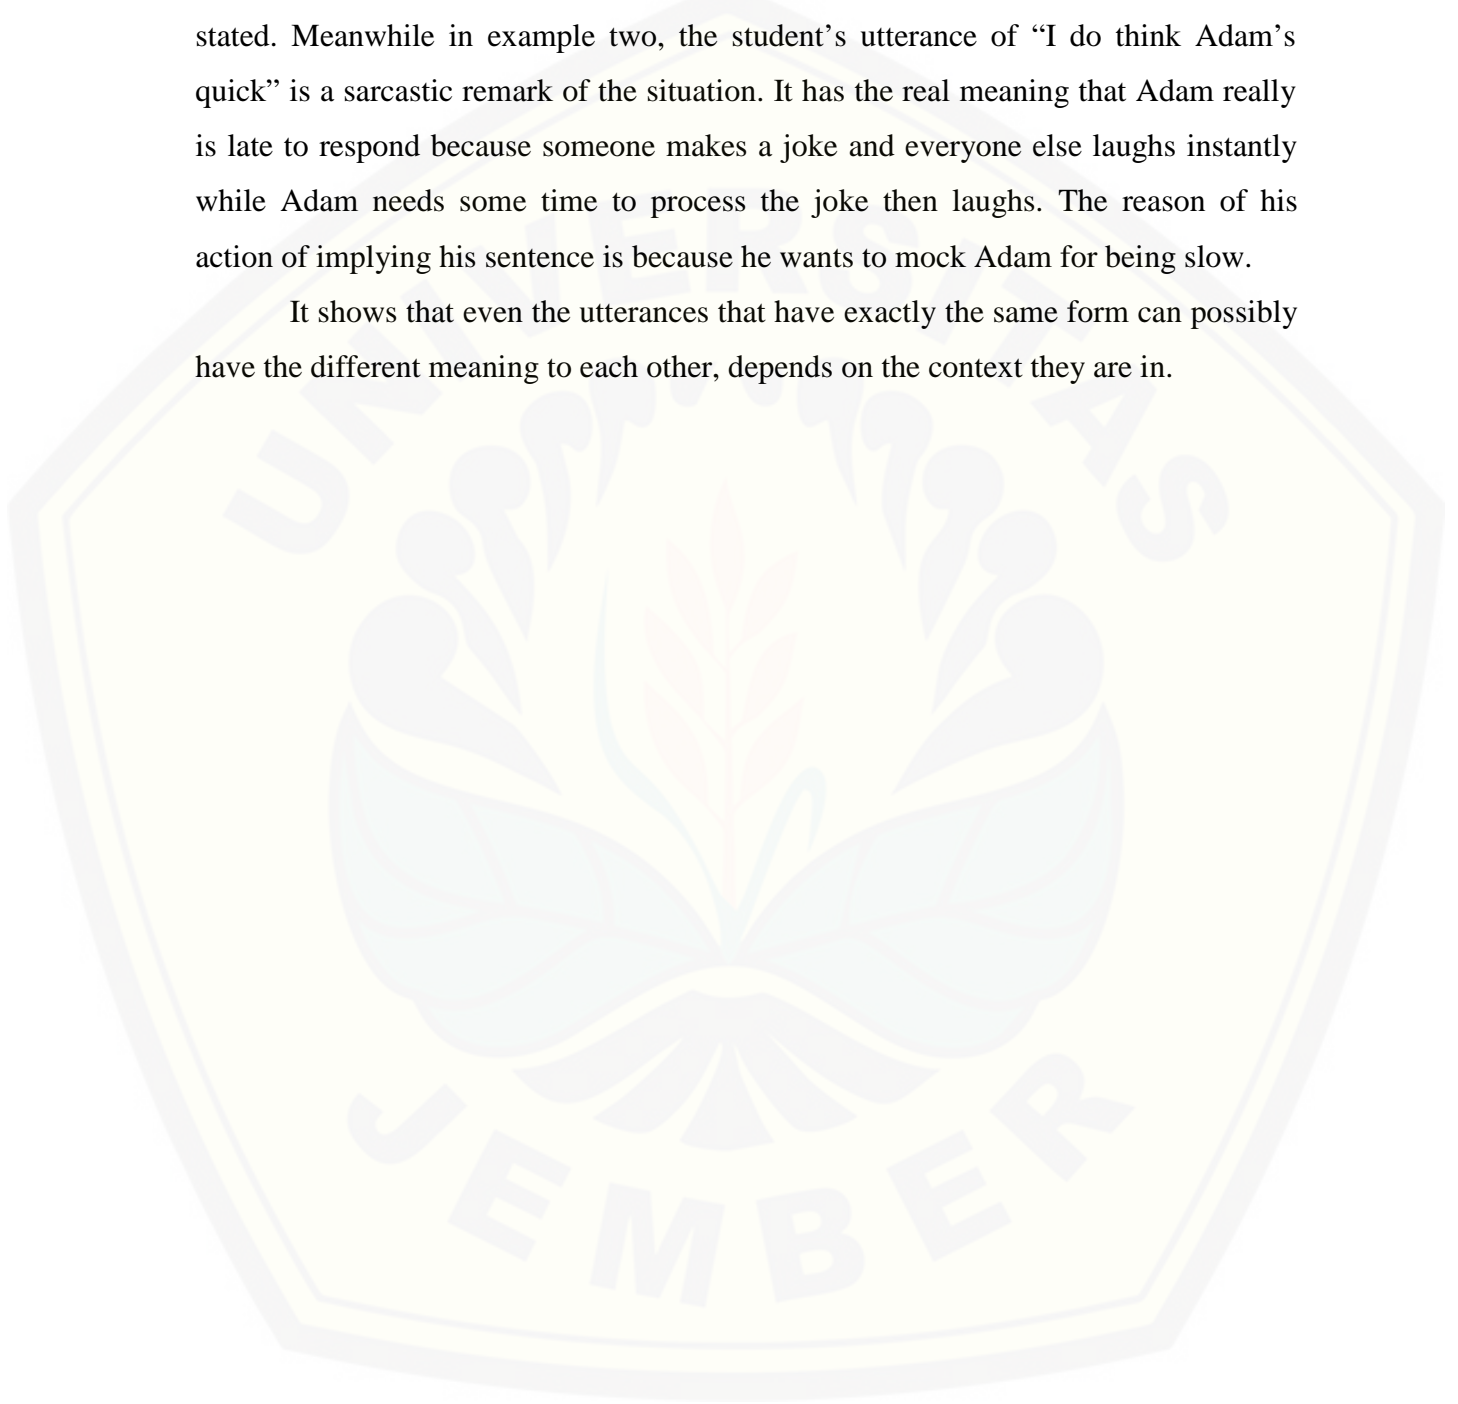 stated. Meanwhile in example two, the student’s utterance of “I do think Adam’s
quick” is a sarcastic remark of the situation. It has the real meaning that Adam really
is late to respond because someone makes a joke and everyone else laughs instantly
while Adam needs some time to process the joke then laughs. The reason of his
action of implying his sentence is because he wants to mock Adam for being slow.
It shows that even the utterances that have exactly the same form can possibly
have the different meaning to each other, depends on the context they are in.
UNIVERSITAS
JEMBER